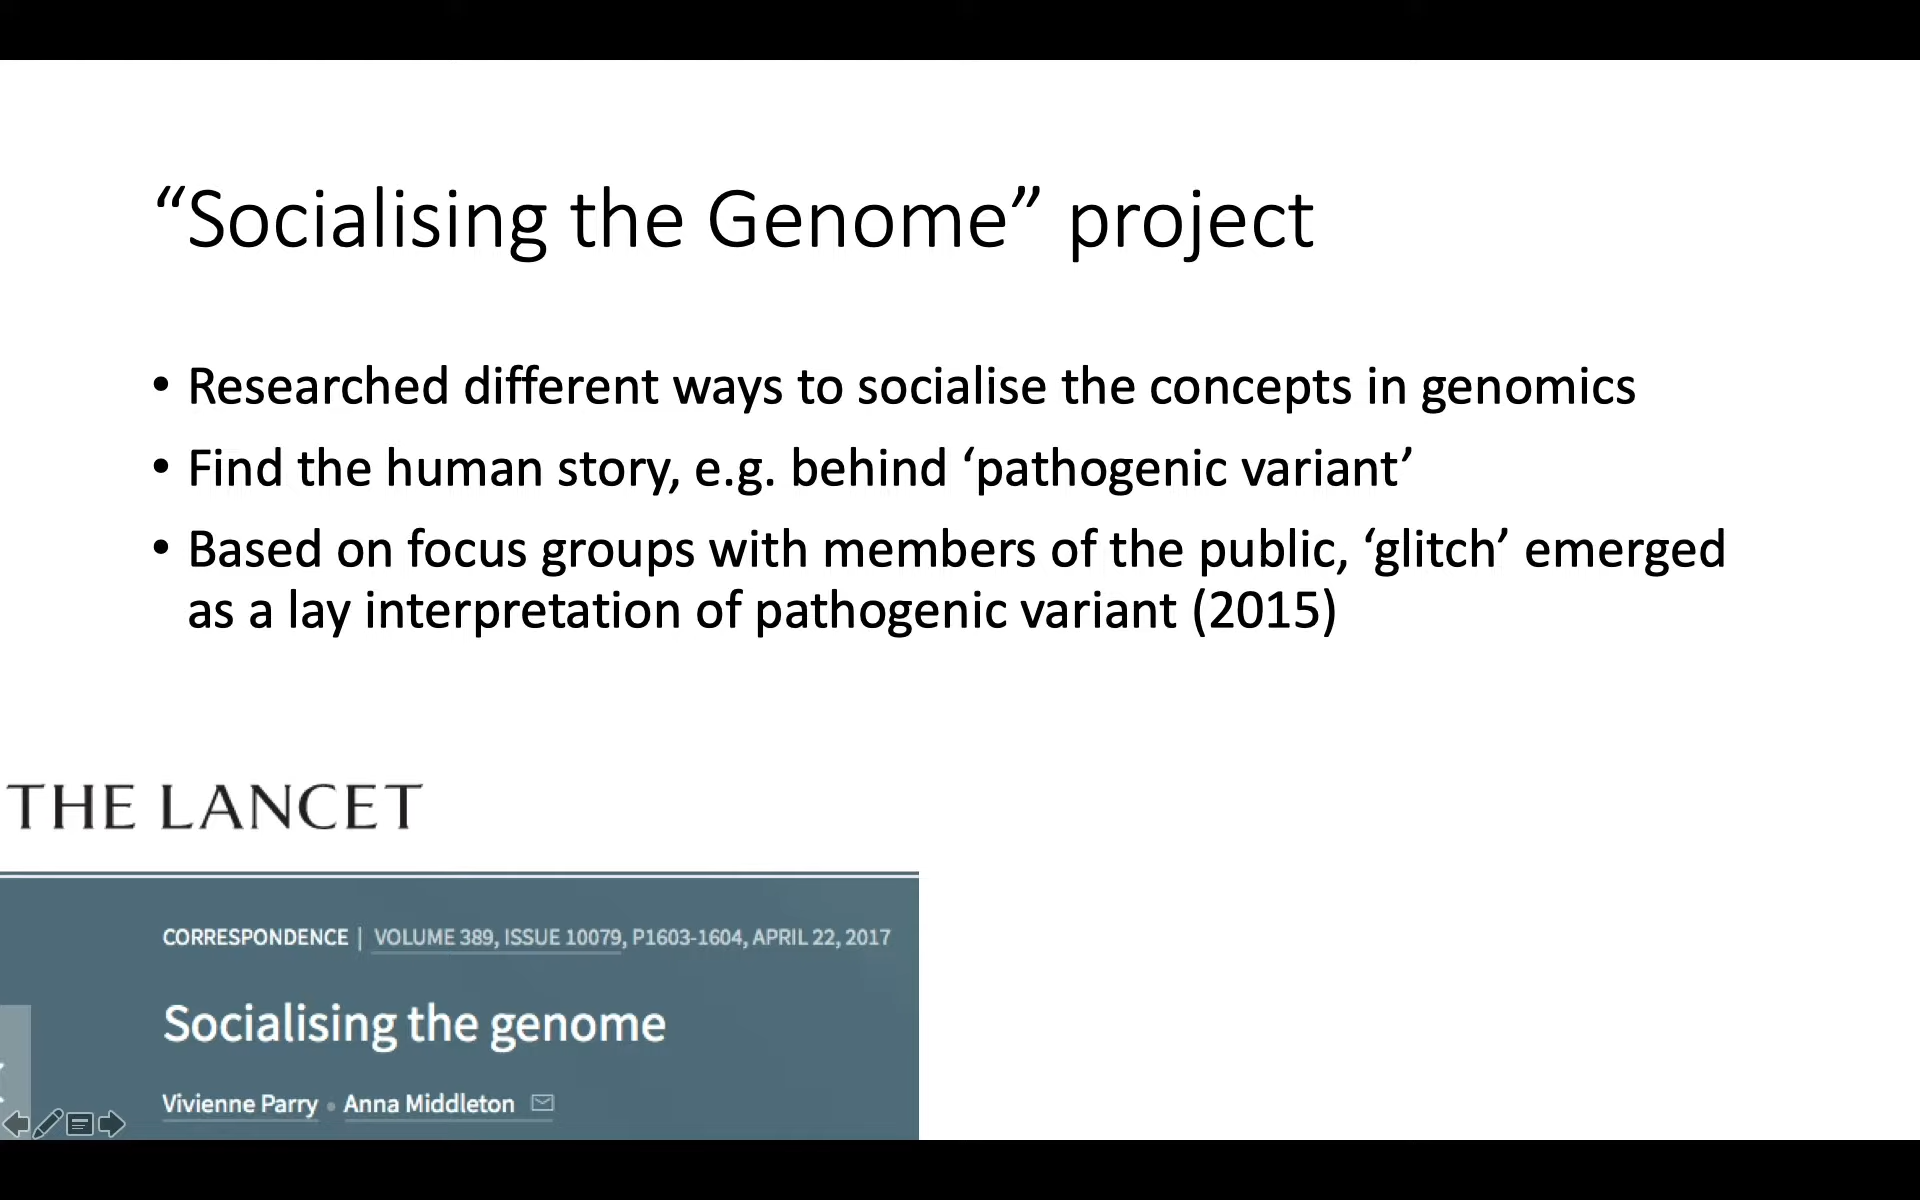 “Socialising the Genome” project
• Researched different ways to socialise the concepts in genomics
• Find the human story, e.g. behind ‘pathogenic variant’
• Based on focus groups with members of the public, ‘glitch’ emerged
as a lay interpretation of pathogenic variant (2015)
THE LANCET
CORRESPONDENCE | VOLUME 389, ISSUE 10079, P1603-1604, APRIL 22, 2017
Socialising the genome
Vivienne Parry • Anna Middleton